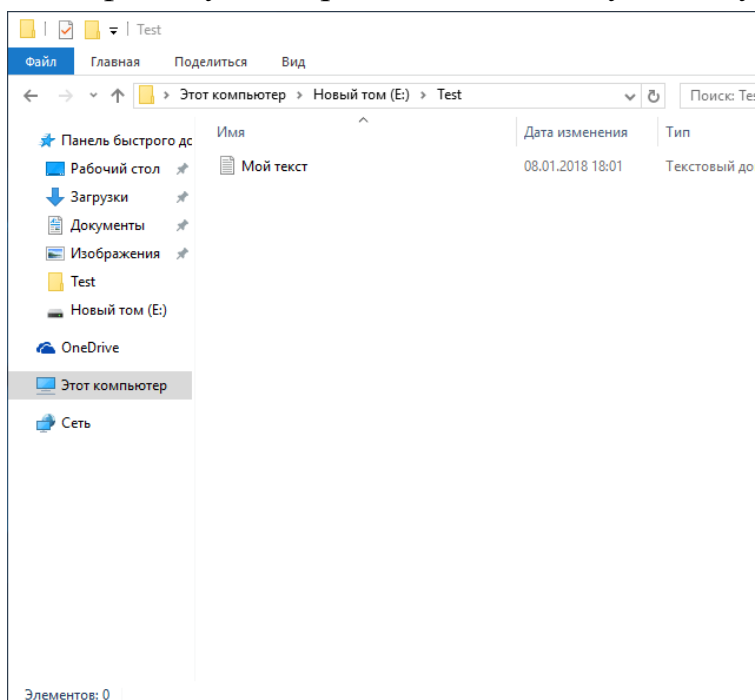 Test
Файл Главная Поделиться Вид
Этот компьютер > Новый том (E:) > Test Поиск: Tes
Имя Дата изменения Тип
Панель быстрого дс
Рабочий стол
Мой текст 08.01.2018 18:01 Текстовый до
Загрузки
Документы
Изображения
Test
Новый том (E:)
OneDrive
Этот компьютер
Сеть
Элементов: 0